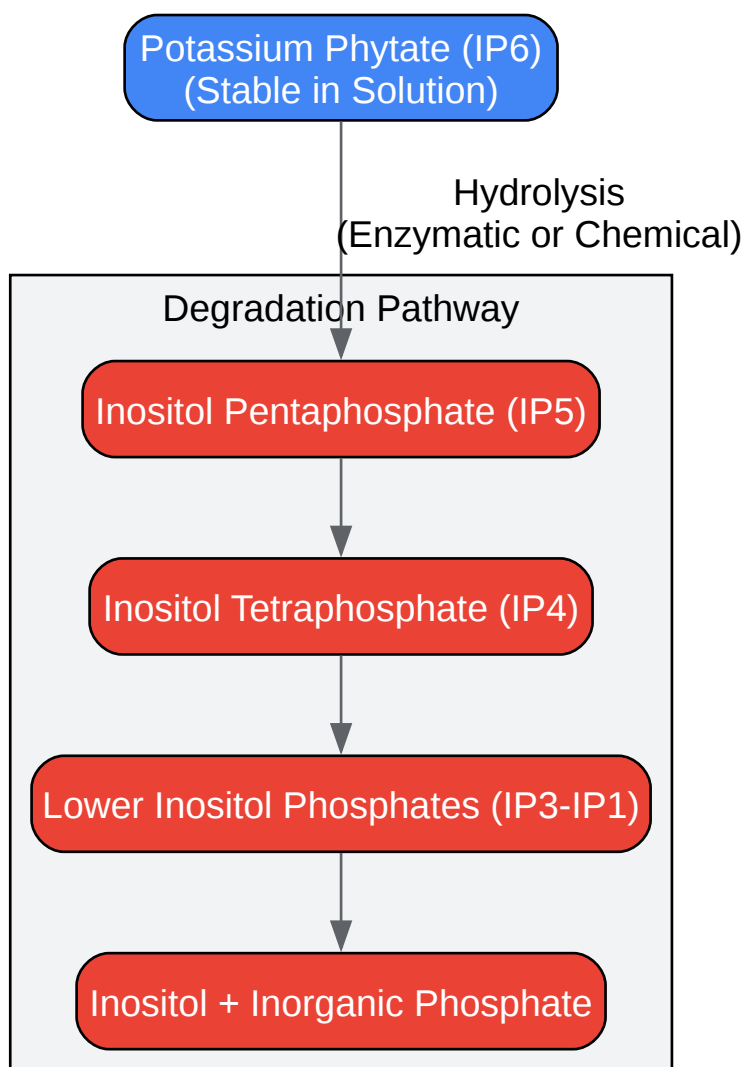 Potassium Phytate (IP6)
(Stable in Solution)
Hydrolysis
(Enzymatic or Chemical)
Degradation Pathway
Inositol Pentaphosphate (IP5)
Inositol Tetraphosphate (IP4)
Lower Inositol Phosphates (IP3-IP1)
Inositol + Inorganic Phosphate